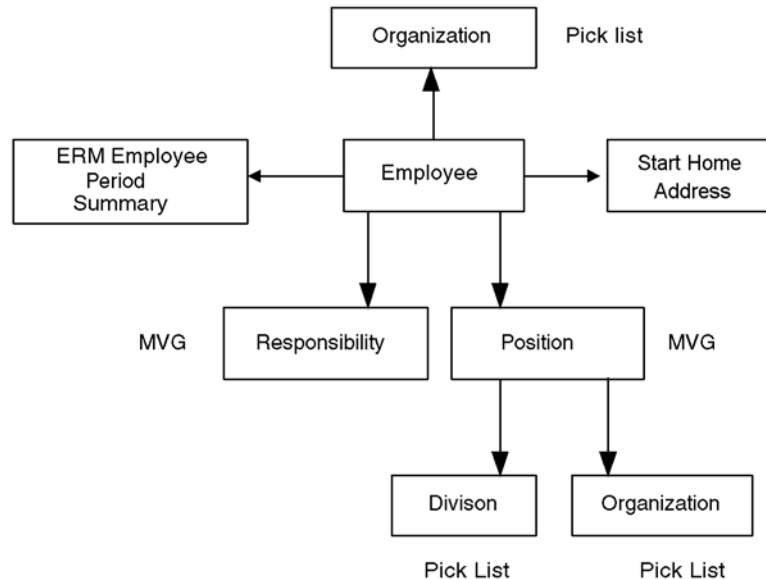 Organization
Pick list
ERM Employee
Period
Summary
Employee
Start Home
Address
MVG
Responsibility
Position
MVG
Divison
Organization
Pick List
Pick List